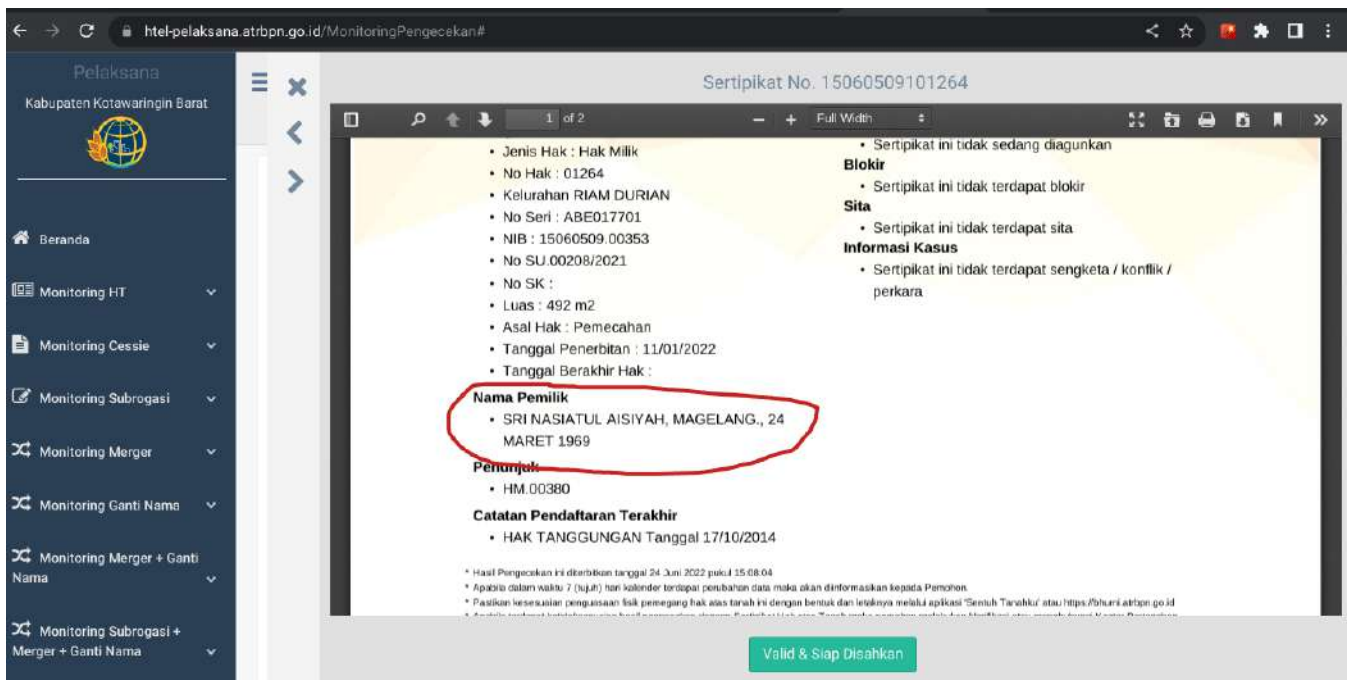 htel-pelaksana.atrbpn.go.id/MonitoringPengecekan#
Pelaksana
Kabupaten Kotawaringin Barat
Beranda
Monitoring HT
Monitoring Cessie
Monitoring Subrogasi
Monitoring Merger
Monitoring Ganti Nama
Monitoring Merger + Ganti
Nama
Monitoring Subrogasi +
Merger + Ganti Nama
Sertipikat No. 15060509101264
1 of 2
Full Width
• Jenis Hak : Hak Milik
• No Hak : 01264
• Kelurahan RIAM DURIAN
• No Seri : ABE017701
• NIB : 15060509.00353
• No SU.00208/2021
• No SK :
• Luas : 492 m2
• Asal Hak : Pemecahan
• Tanggal Penerbitan : 11/01/2022
• Tanggal Berakhir Hak :
Nama Pemilik
• SRI NASIATUL AISIYAH, MAGELANG., 24
MARET 1969
Penunjuk
• HM.00380
Catatan Pendaftaran Terakhir
• HAK TANGGUNGAN Tanggal 17/10/2014
• Sertipikat ini tidak sedang diagunkan
Blokir
• Sertipikat ini tidak terdapat blokir
Sita
• Sertipikat ini tidak terdapat sita
Informasi Kasus
• Sertipikat ini tidak terdapat sengketa / konflik /
perkara
* Hasil Pengecekan ini diterbitkan tanggal 24 Juni 2022 pukul 15:08:04
* Apabila dalam waktu 7 (tujuh) hari kalender terdapat perubahan data maka akan diinformasikan kepada Pemohon.
* Pastikan kesesuaian penguasaan fisik pemegang hak atas tanah ini dengan bentuk dan letaknya melalui aplikasi 'Sentuh Tanahku' atau https://bhumi.atrbpn.go.id
Valid & Siap Disahkan